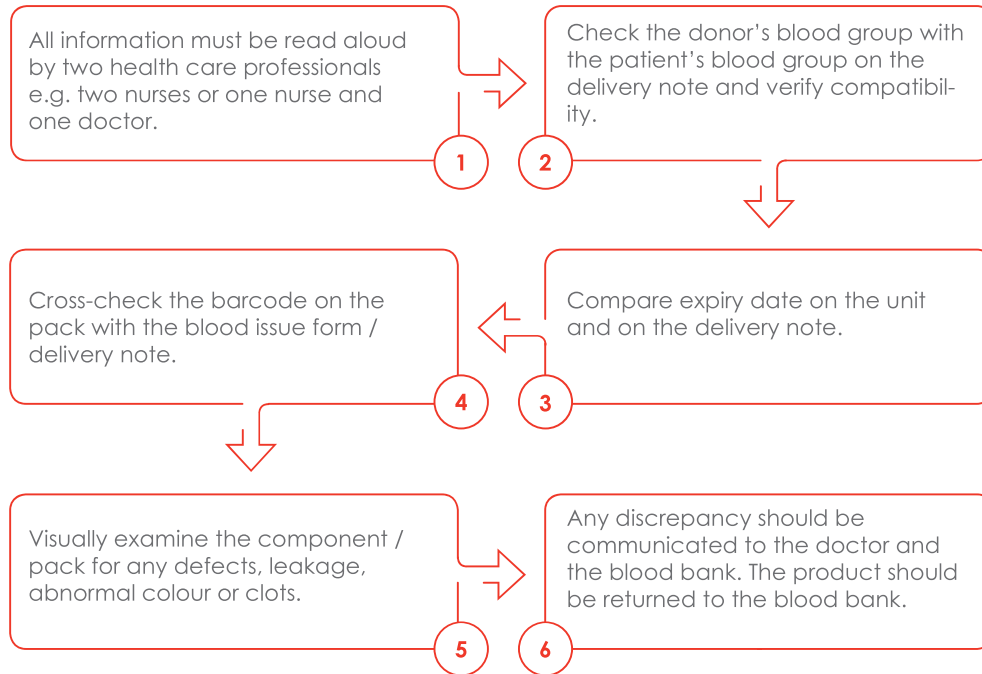 All information must be read aloud
by two health care professionals
e.g. two nurses or one nurse and
one doctor.
1
Check the donor’s blood group with
the patient’s blood group on the
delivery note and verify compatibil-
ity.
2
Compare expiry date on the unit
and on the delivery note.
3
Cross-check the barcode on the
pack with the blood issue form /
delivery note.
4
Visually examine the component /
pack for any defects, leakage,
abnormal colour or clots.
5
Any discrepancy should be
communicated to the doctor and
the blood bank. The product should
be returned to the blood bank.
6